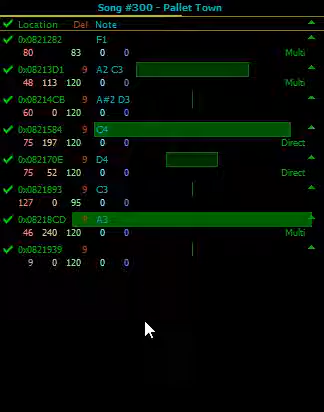 Song #300 - Pallet Town
Location Del Note
0x0821282 F1
80 83 0 0 Multi
0x08213D1 9 A2 C3
48 113 120 0 0 Multi
0x08214CB 9 A#2 D3
60 0 120 0 0
0x0821584 9 C4
75 197 120 0 0 Direct
0x082170E 9 D4
75 52 120 0 0 Direct
0x0821893 9 C3
127 0 95 0 0
0x08218CD 9 A3
46 240 120 0 0 Multi
0x0821939 9
9 0 120 0 0